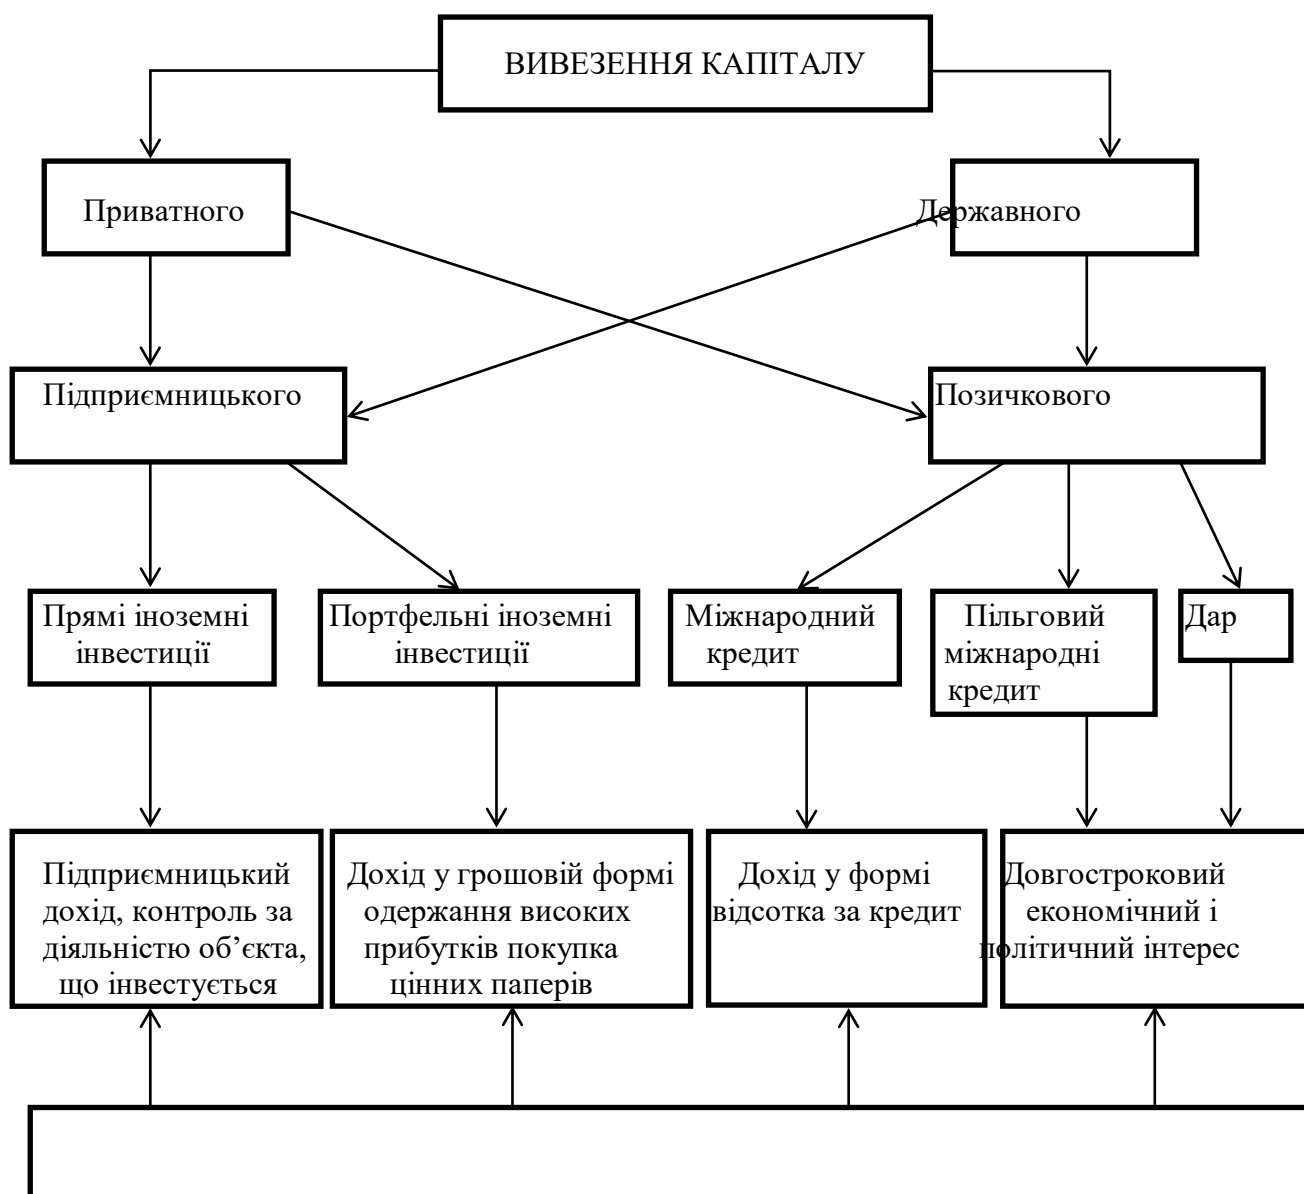 ВИВЕЗЕННЯ КАПІТАЛУ
Приватного
Державного
Підприємницького
Позичкового
Прямі іноземні
інвестиції
Портфельні іноземні
інвестиції
Міжнародний
кредит
Пільговий
міжнародні
кредит
Дар
Підприємницький
дохід, контроль за
діяльністю об’єкта,
що інвестується
Дохід у грошовій формі
одержання високих
прибутків покупка
цінних паперів
Дохід у формі
відсотка за кредит
Довгостроковий
економічний і
політичний інтерес